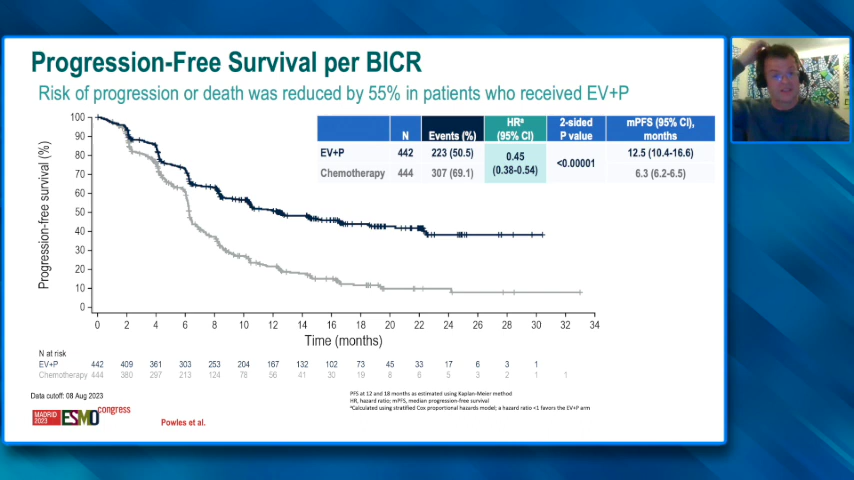 Progression-Free Survival per BICR
Risk of progression or death was reduced by 55% in patients who received EV+P
N Events (%) HRa (95% CI) 2-sided P value mPFS (95% CI), months
EV+P 442 223 (50.5) 0.45 (0.38-0.54) <0.00001 12.5 (10.4-16.6)
Chemotherapy 444 307 (69.1) 6.3 (6.2-6.5)
Progression-free survival (%)
100
90
80
70
60
50
40
30
20
10
0
0 2 4 6 8 10 12 14 16 18 20 22 24 26 28 30 32 34
Time (months)
N at risk
EV+P 442 409 361 303 253 204 167 132 102 73 45 33 17 6 3 1
Chemotherapy 444 380 297 213 124 78 56 41 30 19 8 6 5 3 2 1 1
Data cutoff: 08 Aug 2023
PFS at 12 and 18 months as estimated using Kaplan-Meier method
HR, hazard ratio; mPFS, median progression-free survival
aCalculated using stratified Cox proportional hazards model; a hazard ratio <1 favors the EV+P arm
MADRID
2023
ESMO congress
Powles et al.